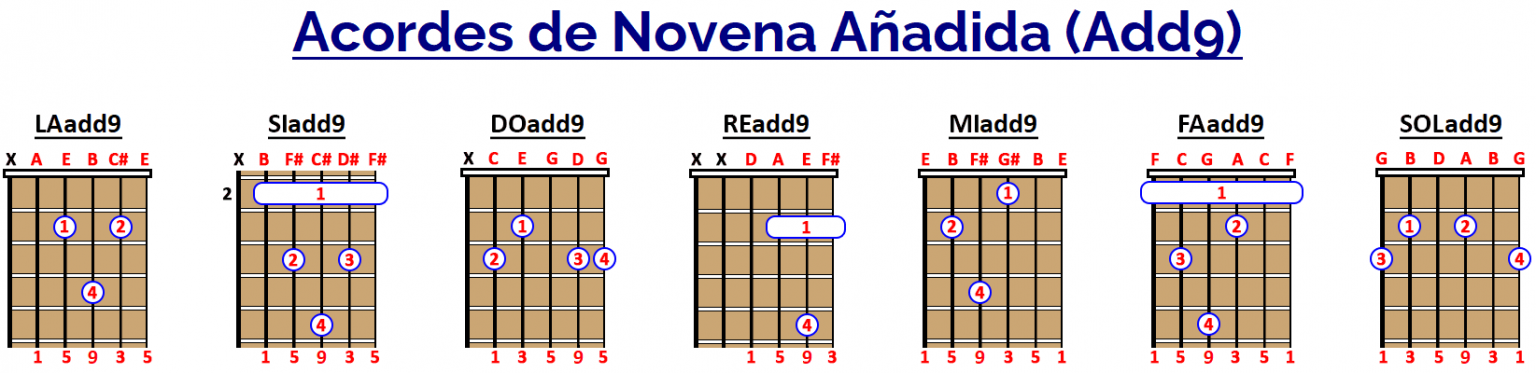 Acordes de Novena Añadida (Add9)
LAadd9 SIadd9 DOadd9 REadd9 MIadd9 FAadd9 SOLadd9
X A E B C# E X B F# C# D# F# X C E G D G X X D A E F# E B F# G# B E F C G A C F G B D A B G
1 1 1
2
1 2 1 1 2 2 1 2
2 3 2 3 4 3 3 4
4 4
4 4 4
1 5 9 3 5 1 5 9 3 5 1 3 5 9 5 1 5 9 3 1 5 9 3 5 1 1 5 9 3 5 1 1 3 5 9 3 1